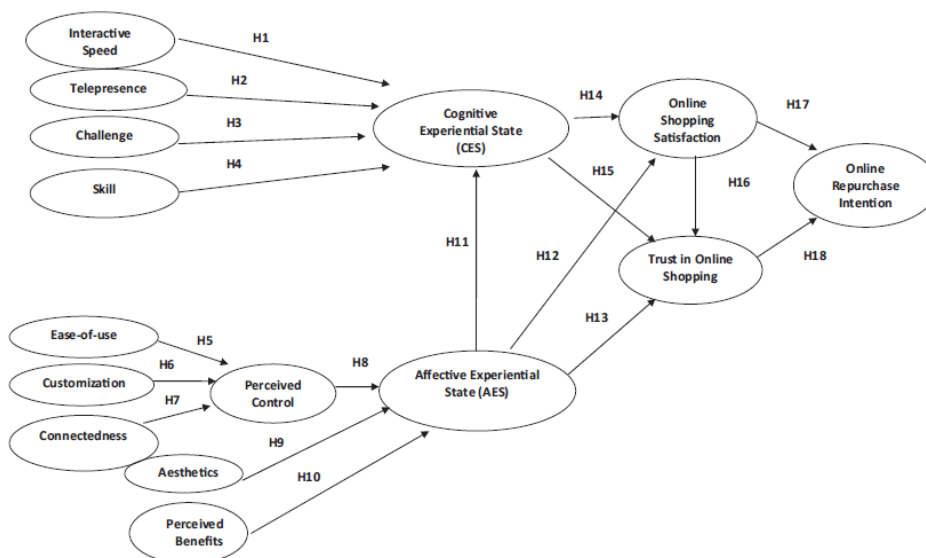 Interactive
Speed
H1
Telepresence
H2
Challenge
H3
Skill
H4
Cognitive
Experiential State
(CES)
H14
Online
Shopping
Satisfaction
H17
H15
H16
Online
Repurchase
Intention
H11
H12
Trust in Online
Shopping
H18
H13
Ease-of-use
H5
Customization
H6
Connectedness
H7
Perceived
Control
H8
Affective Experiential
State (AES)
Aesthetics
H9
Perceived
Benefits
H10